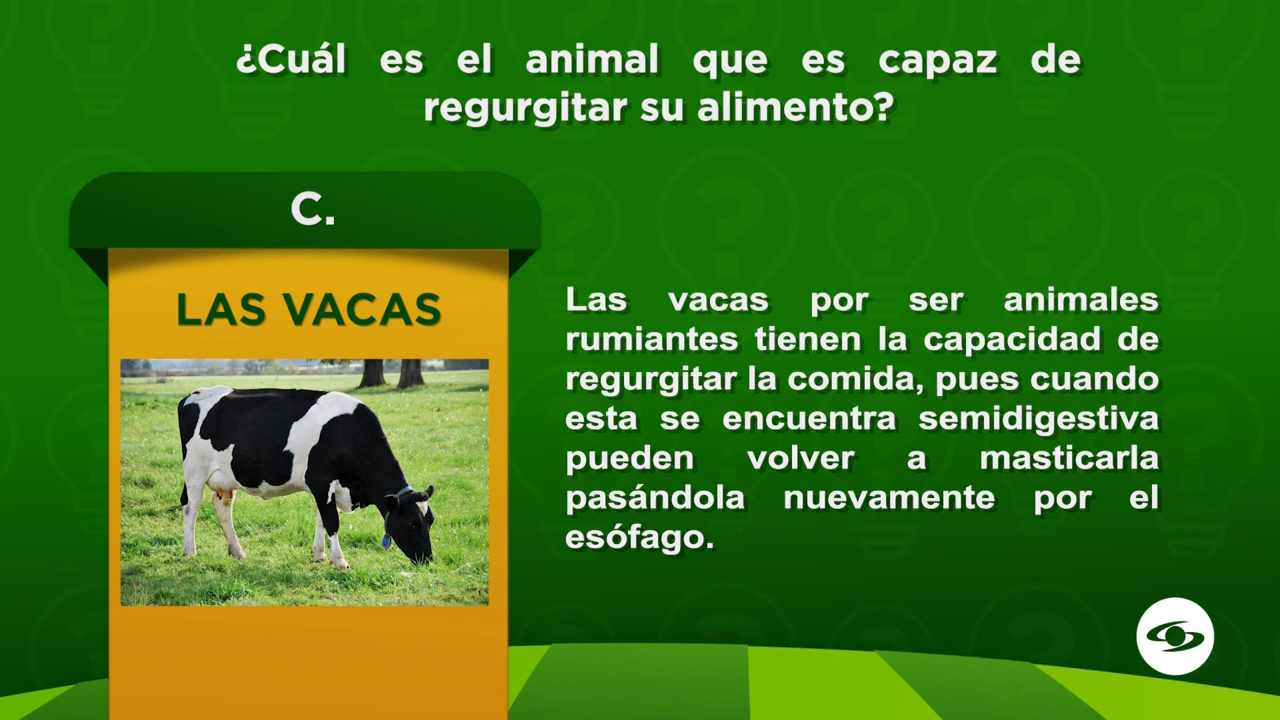 ¿Cuál es el animal que es capaz de
regurgitar su alimento?
C.
LAS VACAS
Las vacas por ser animales
rumiantes tienen la capacidad de
regurgitar la comida, pues cuando
esta se encuentra semidigestiva
pueden volver a masticarla
pasándola nuevamente por el
esófago.